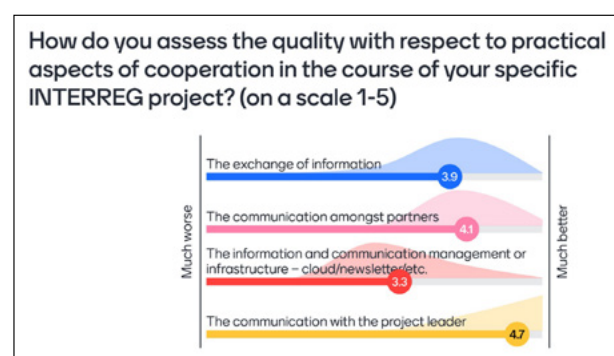 How do you assess the quality with respect to practical
aspects of cooperation in the course of your specific
INTERREG project? (on a scale 1-5)
Much worse
The exchange of information
3.9
The communication amongst partners
4.1
The information and communication management or
infrastructure – cloud/newsletter/etc.
3.3
The communication with the project leader
4.7
Much better